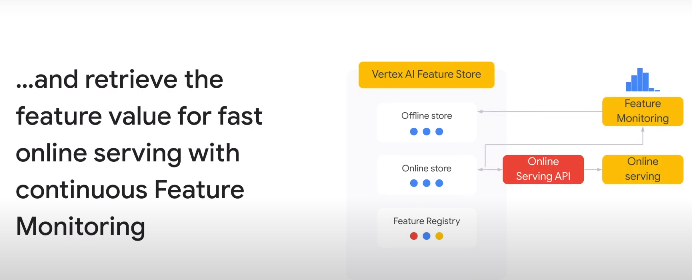 ...and retrieve the
feature value for fast
online serving with
continuous Feature
Monitoring
Vertex AI Feature Store
Offline store
Online store
Feature Registry
Feature
Monitoring
Online
Serving API
Online
serving